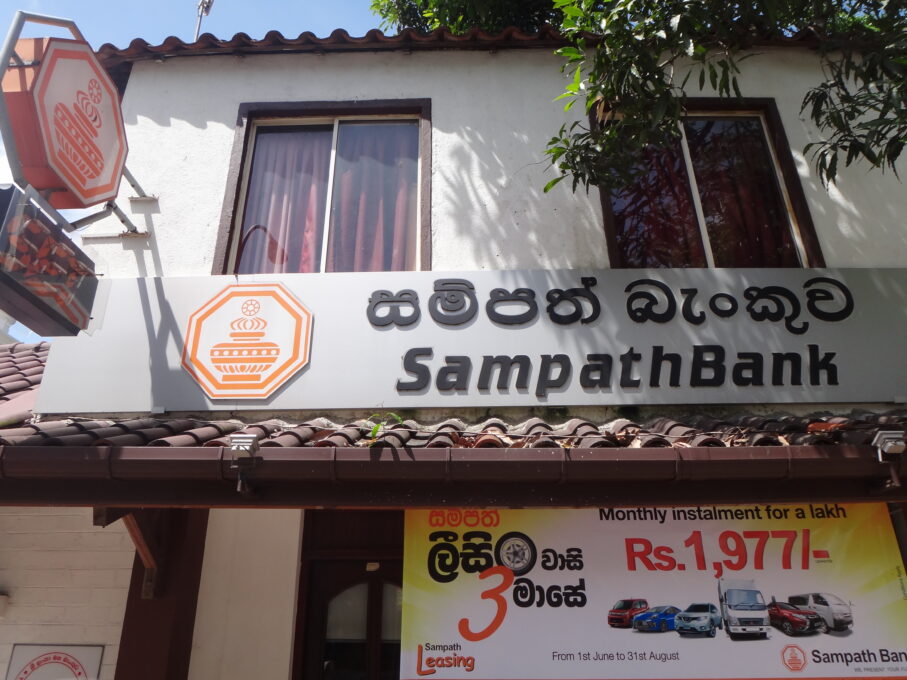 සම්පත් බැංකුව
SampathBank
සම්පත්
ලීසිං වාසි
3 මාසේ
Sampath
Leasing
Monthly instalment for a lakh
Rs.1,977/-
From 1st June to 31st August
Sampath Ban